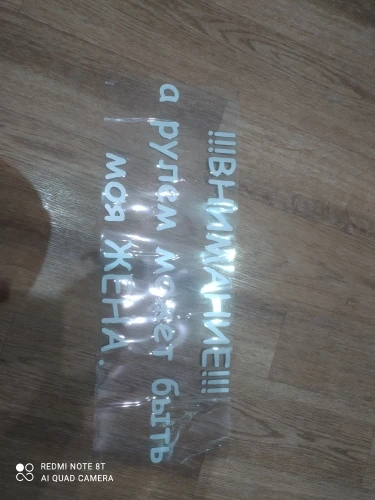 !!!ВНИМАНИЕ!!!
а рулем может быть
моя ЖЕНА.
REDMI NOTE 8T
AI QUAD CAMERA